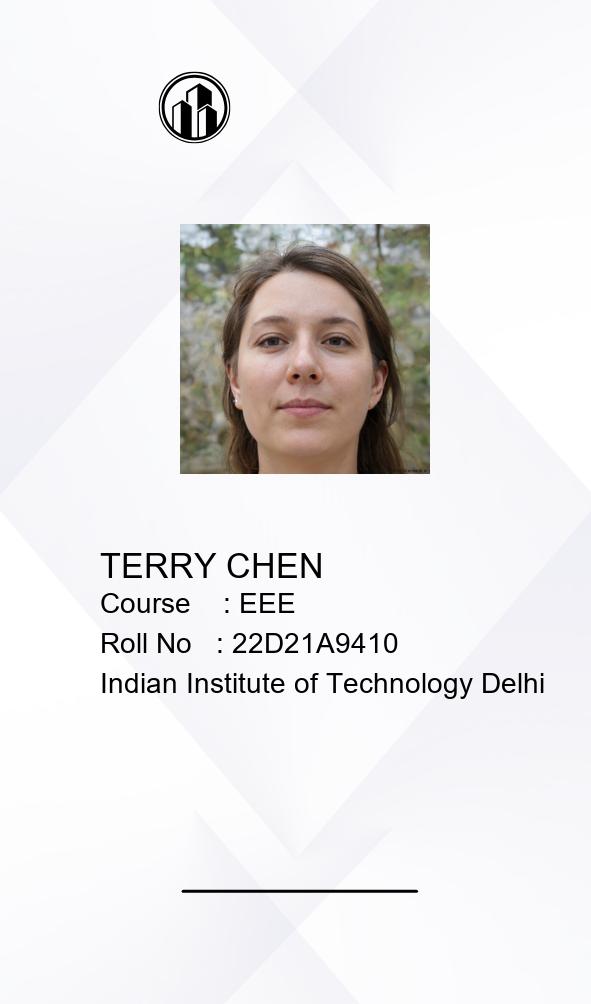 TERRY CHEN
Course : EEE
Roll No : 22D21A9410
Indian Institute of Technology Delhi